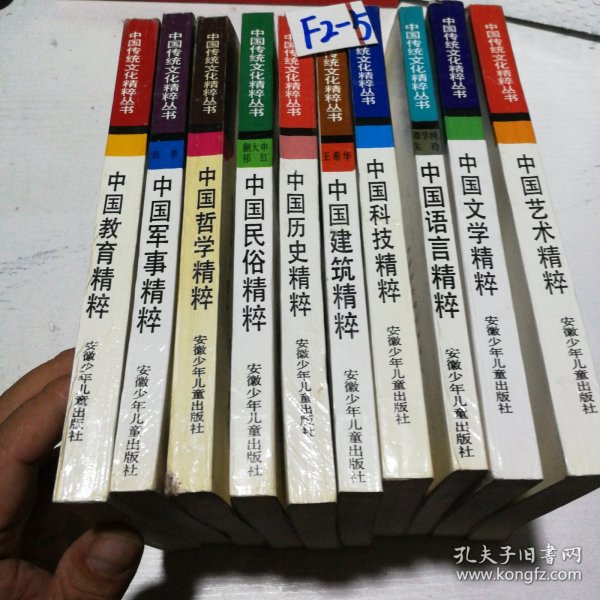 F2-5
中国传统文化精粹丛书
中国教育精粹
安徽少年儿童出版社
中国传统文化精粹丛书
中国军事精粹
安徽少年儿童出版社
中国传统文化精粹丛书
中国哲学精粹
安徽少年儿童出版社
中国传统文化精粹丛书
祁红
中国民俗精粹
安徽少年儿童出版社
中国传统文化精粹丛书
中国历史精粹
安徽少年儿童出版社
文化精粹丛书
王希华
中国建筑精粹
安徽少年儿童出版社
文化精粹丛书
中国科技精粹
安徽少年儿童出版社
中国传统文化精粹丛书
谭学纯
朱玲
中国语言精粹
安徽少年儿童出版社
中国传统文化精粹丛书
中国文学精粹
安徽少年儿童出版社
中国传统文化精粹丛书
中国艺术精粹
安徽少年儿童出版社
孔夫子旧书网
www.kongfz.com